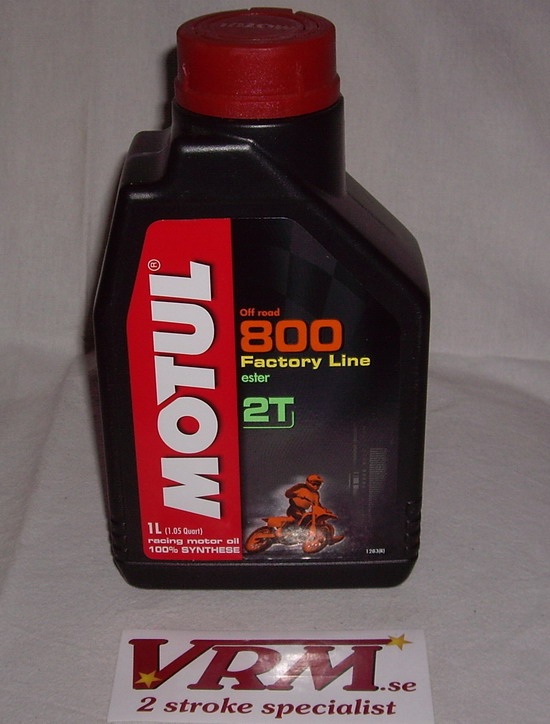 MOTUL
MOTUL®
Off road
800
Factory Line
ester
2T
1L (1.05 Quart)
racing motor oil
100% SYNTHESE
VRM.se
2 stroke specialist